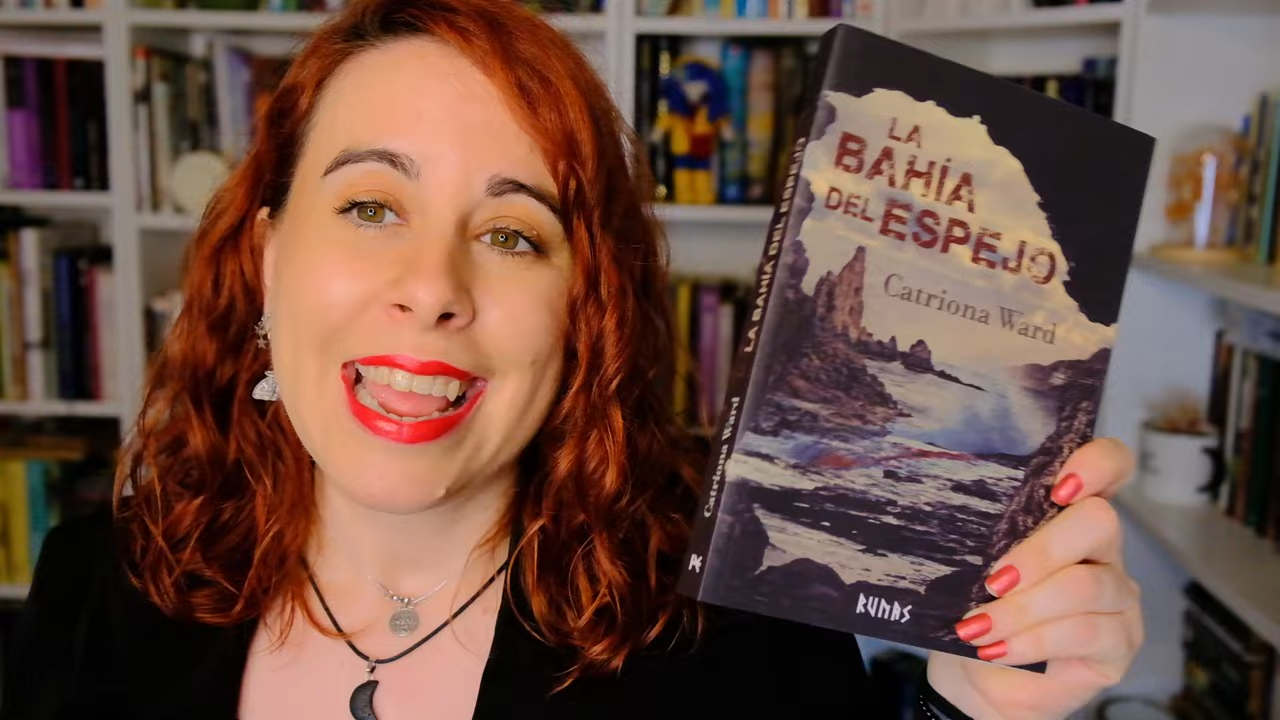 LA
BAHÍA
DEL ESPEJO
Catriona Ward
RUNAS
LA BAHÍA DEL ESPEJO
Catriona Ward